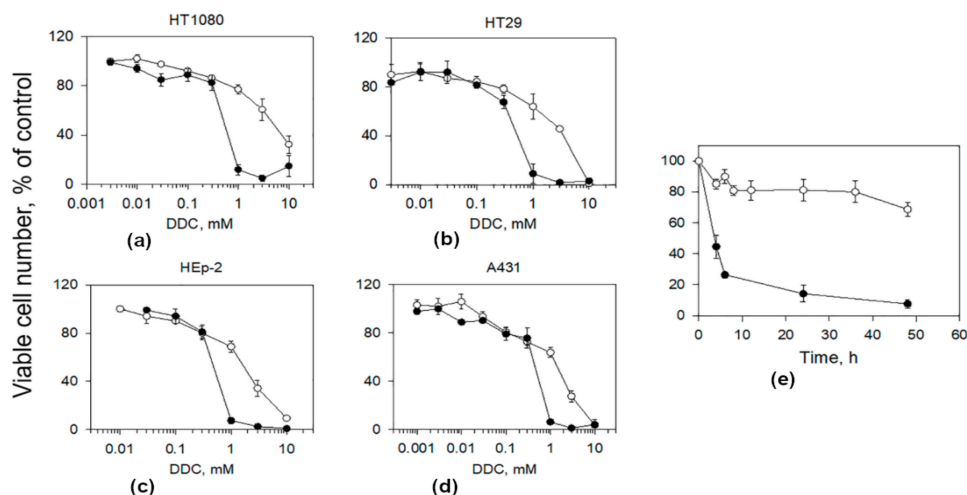 Viable cell number, % of control
HT1080
120
80
40
0
0.001 0.01 0.1 1 10
DDC, mM
(a)
HT29
120
80
40
0
0.01 0.1 1 10
DDC, mM
(b)
HEp-2
120
80
40
0
0.01 0.1 1 10
DDC, mM
(c)
A431
120
80
40
0
0.001 0.01 0.1 1 10
DDC, mM
(d)
100
80
60
40
20
0
0 10 20 30 40 50 60
Time, h
(e)